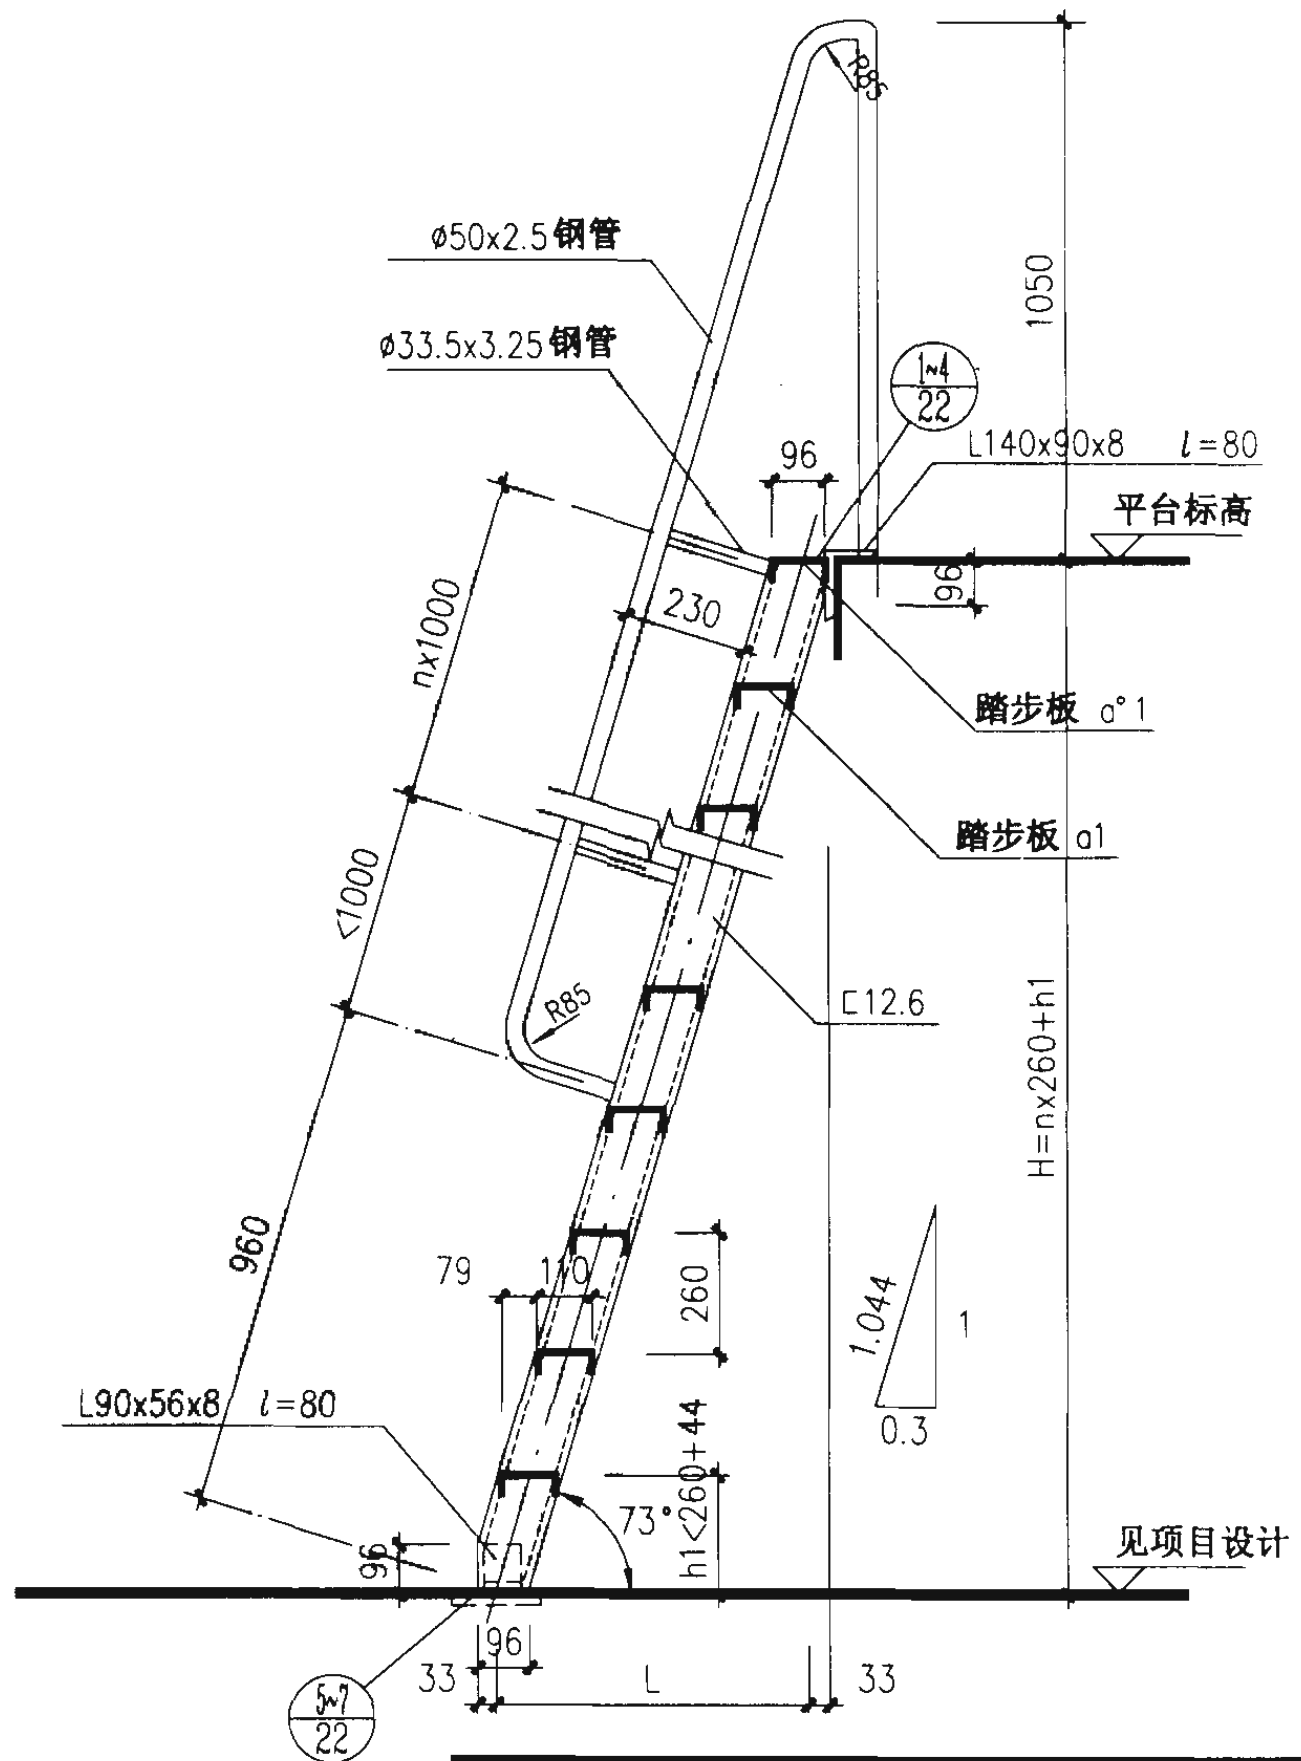 R85
ø50x2.5 钢管
1050
ø33.5x3.25 钢管
1~4
22
96
L140x90x8 l=80
平台标高
96
nx1000
230
踏步板 a°1
踏步板 a1
<1000
R85
⊏12.6
H=nx260+h1
960
79
110
260
1.044
1
0.3
L90x56x8 l=80
h1<260+44
73°
96
见项目设计
96
33
L
33
5~7
22